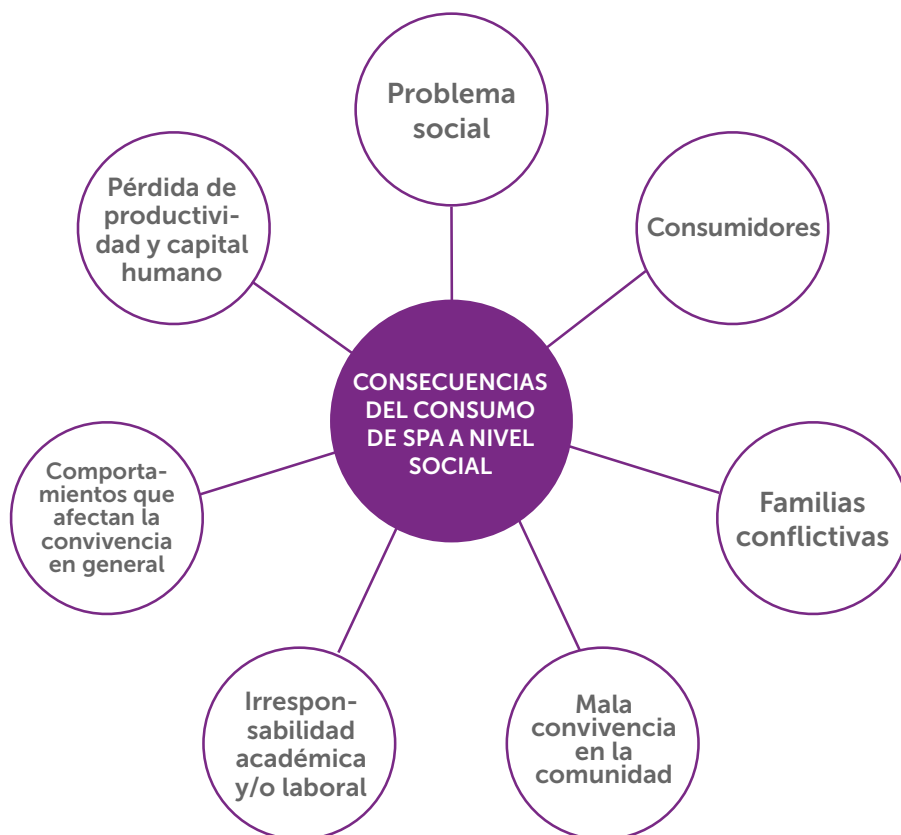 Problema
social
Consumidores
Familias
conflictivas
Mala
convivencia
en la
comunidad
Irrespon-
sabilidad
académica
y/o laboral
Comporta-
mientos que
afectan la
convivencia
en general
Pérdida de
productivi-
dad y capital
humano
CONSECUENCIAS
DEL CONSUMO
DE SPA A NIVEL
SOCIAL